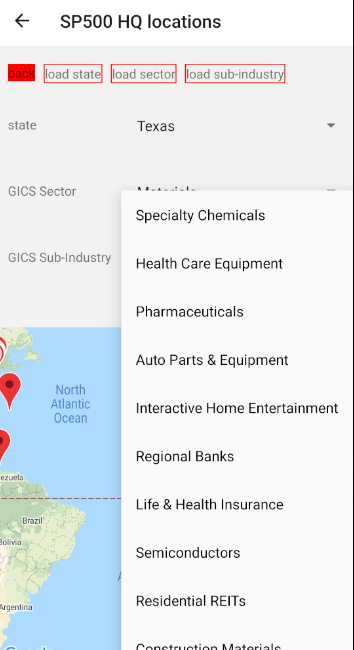 SP500 HQ locations
back load state load sector load sub-industry
state Texas
GICS Sector Materials
Specialty Chemicals
Health Care Equipment
GICS Sub-Industry
Pharmaceuticals
Auto Parts & Equipment
North
Atlantic
Ocean
Interactive Home Entertainment
Regional Banks
ezuela
Life & Health Insurance
Brazil
Bolivia
Semiconductors
Residential REITs
Argentina
Construction Materials